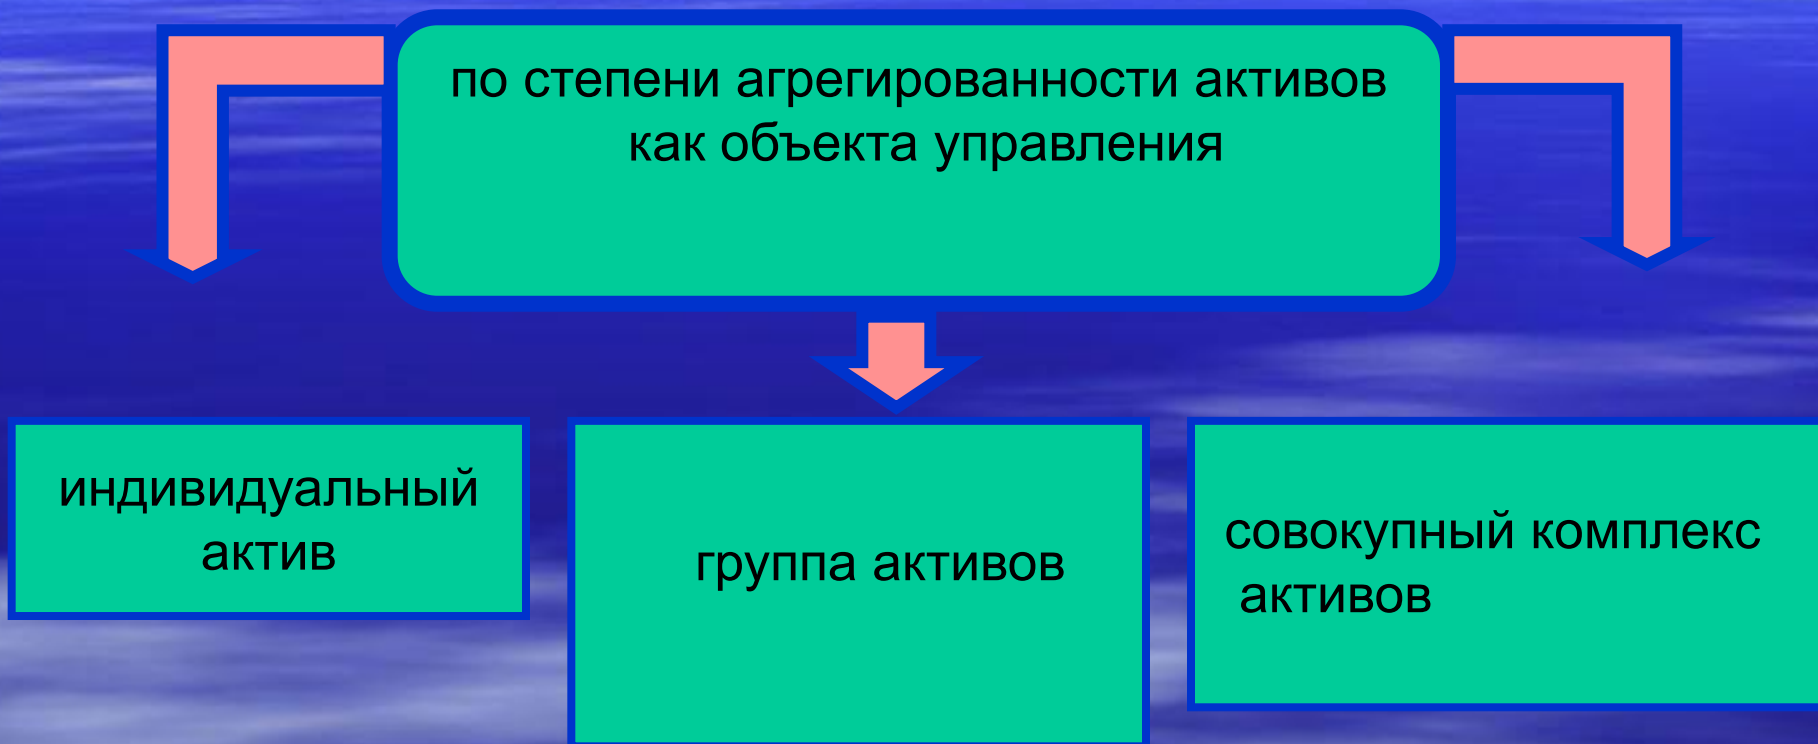 по степени агрегированности активов
как объекта управления
индивидуальный
актив
группа активов
совокупный комплекс
активов